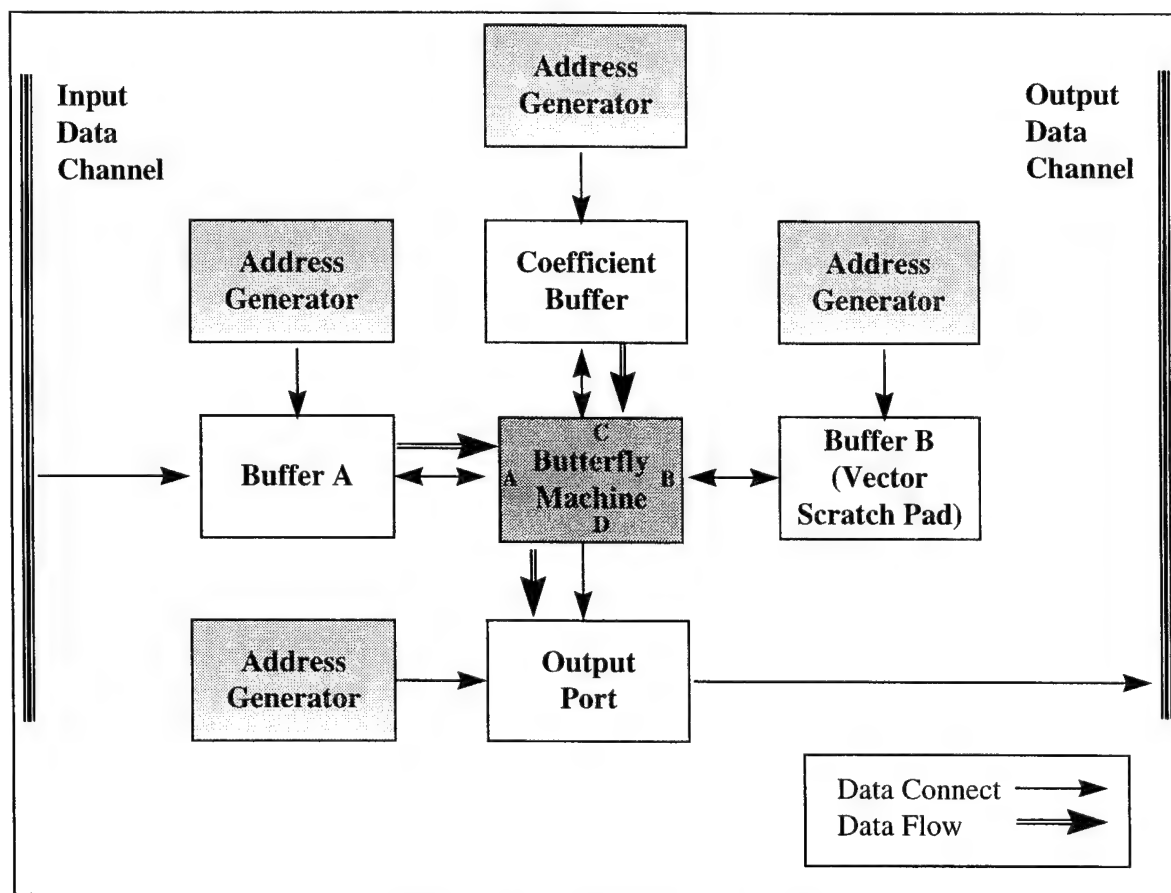 Address
Generator
Input
Data
Channel
Output
Data
Channel
Address
Generator
Coefficient
Buffer
Address
Generator
Buffer A
C
A
Butterfly
Machine
B
D
Buffer B
(Vector
Scratch Pad)
Address
Generator
Output
Port
Data Connect
Data Flow